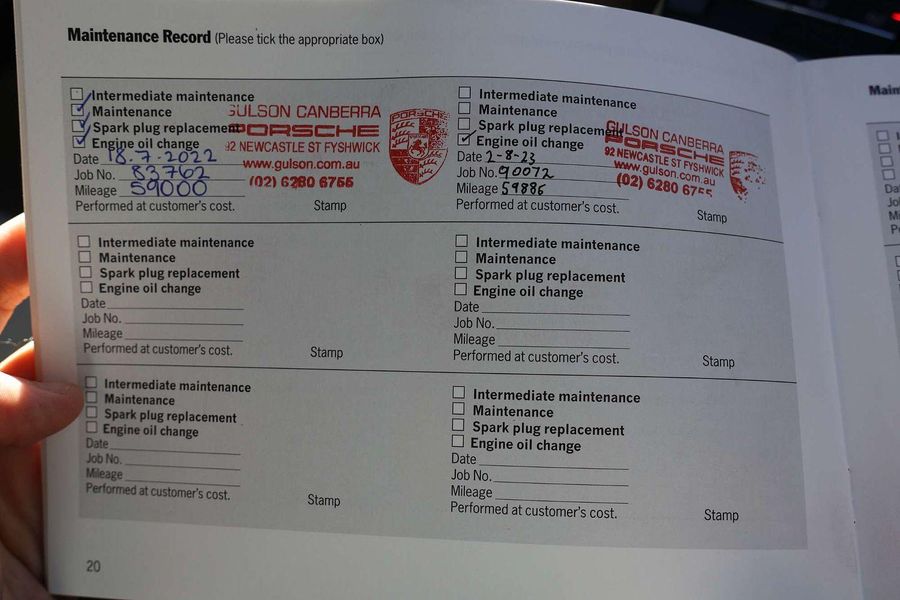 Maintenance Record (Please tick the appropriate box)
Intermediate maintenance
Maintenance
Spark plug replacement
Engine oil change
Date 18.7.2022
Job No. 83762
Mileage 59000
Performed at customer's cost.
Stamp
GULSON CANBERRA
PORSCHE
92 NEWCASTLE ST FYSHWICK
www.gulson.com.au
(02) 6280 6755
PORSCHE
Intermediate maintenance
Maintenance
Spark plug replacement
Engine oil change
Date 2-8-23
Job No. 90072
Mileage 59886
Performed at customer's cost.
Stamp
GULSON CANBERRA
PORSCHE
92 NEWCASTLE ST FYSHWICK
www.gulson.com.au
(02) 6280 675
Intermediate maintenance
Maintenance
Spark plug replacement
Engine oil change
Date
Job No.
Mileage
Performed at customer's cost.
Stamp
Intermediate maintenance
Maintenance
Spark plug replacement
Engine oil change
Date
Job No.
Mileage
Performed at customer's cost.
Stamp
Intermediate maintenance
Maintenance
Spark plug replacement
Engine oil change
Date
Job No.
Mileage
Performed at customer's cost.
Stamp
Intermediate maintenance
Maintenance
Spark plug replacement
Engine oil change
Date
Job No.
Mileage
Performed at customer's cost.
Stamp
20